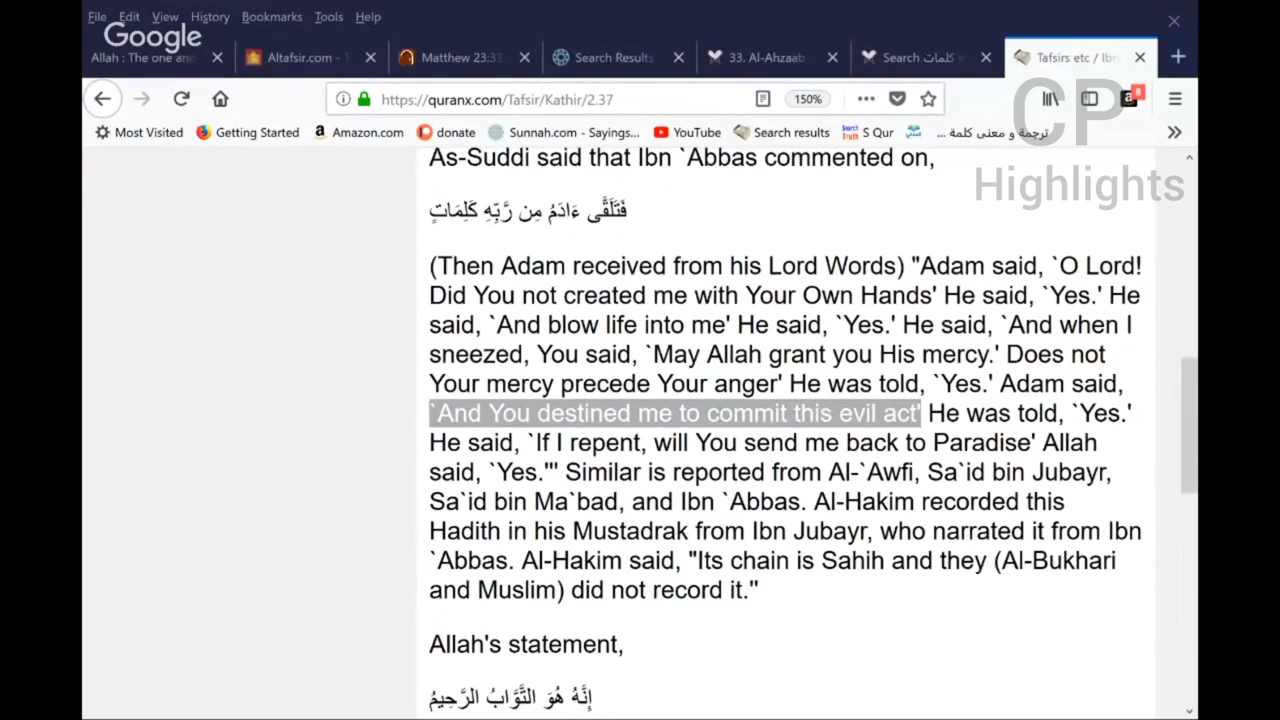 File Edit View History Bookmarks Tools Help
Google
Allah : The one and
Altafsir.com - T
Matthew 23:33
Search Results
33. Al-Ahzaab
Search كلمات
Tafsirs etc / Ibn
https://quranx.com/Tafsir/Kathir/2.37
150%
8
CP
Highlights
Most Visited Getting Started Amazon.com donate Sunnah.com - Sayings... YouTube Search results S Qur ترجمة و معنى كلمة ...
As-Suddi said that Ibn `Abbas commented on,
فَتَلَقَّى ءَادَمُ مِن رَّبِّهِ كَلِمَاتٍ
(Then Adam received from his Lord Words) "Adam said, `O Lord!
Did You not created me with Your Own Hands' He said, `Yes.' He
said, `And blow life into me' He said, `Yes.' He said, `And when I
sneezed, You said, `May Allah grant you His mercy.' Does not
Your mercy precede Your anger' He was told, `Yes.' Adam said,
`And You destined me to commit this evil act' He was told, `Yes.'
He said, `If I repent, will You send me back to Paradise' Allah
said, `Yes."' Similar is reported from Al-`Awfi, Sa`id bin Jubayr,
Sa`id bin Ma`bad, and Ibn `Abbas. Al-Hakim recorded this
Hadith in his Mustadrak from Ibn Jubayr, who narrated it from Ibn
`Abbas. Al-Hakim said, "Its chain is Sahih and they (Al-Bukhari
and Muslim) did not record it."
Allah's statement,
إِنَّهُ هُوَ التَّوَّابُ الرَّحِيمُ